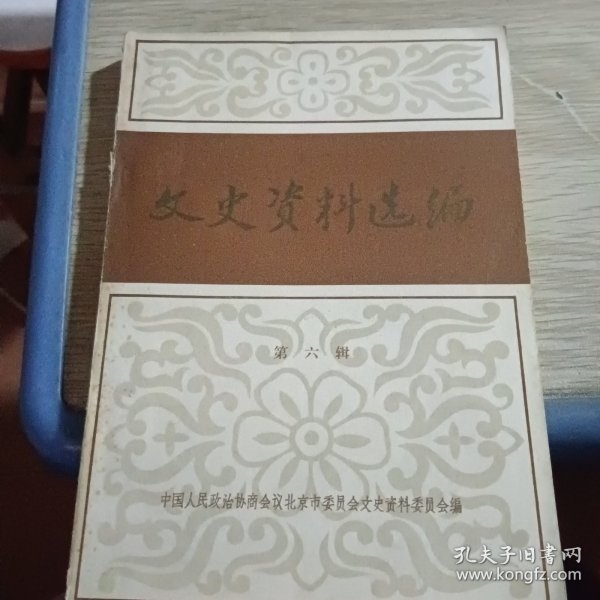 文史资料选编
第六辑
中国人民政治协商会议北京市委员会文史资料委员会编
孔夫子旧书网
www.kongfz.com